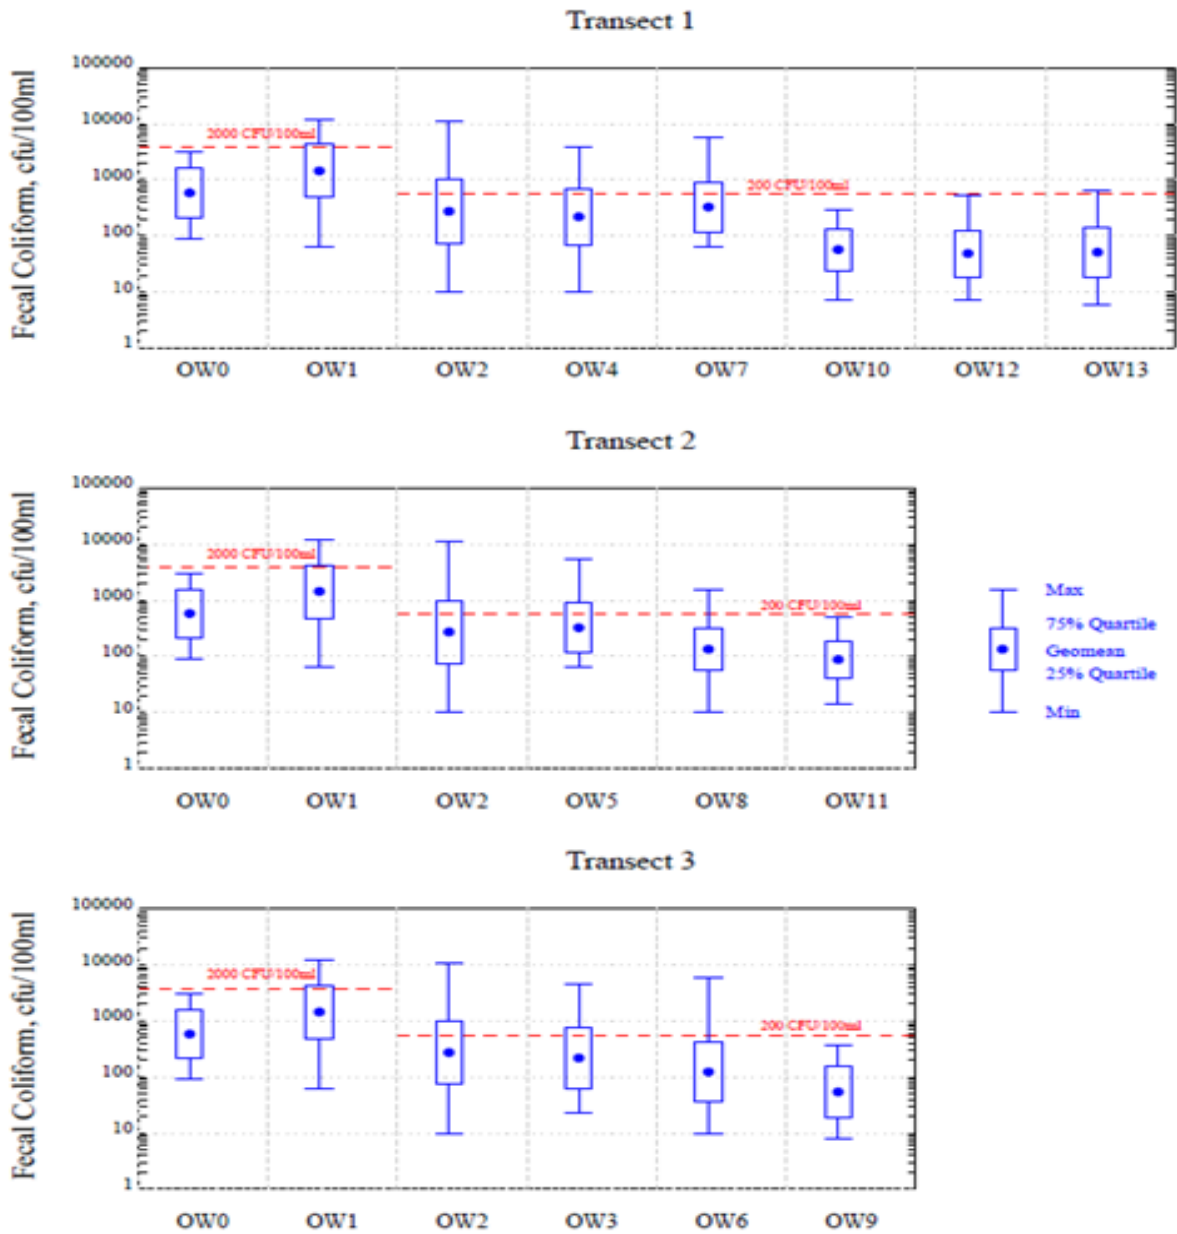 Transect 1
Fecal Coliform, cfu/100ml
100000
10000
1000
100
10
1
2000 CFU/100ml
200 CFU/100ml
OW0 OW1 OW2 OW4 OW7 OW10 OW12 OW13
Transect 2
Fecal Coliform, cfu/100ml
100000
10000
1000
100
10
1
2000 CFU/100ml
200 CFU/100ml
OW0 OW1 OW2 OW5 OW8 OW11
Max
75% Quartile
Geomean
25% Quartile
Min
Transect 3
Fecal Coliform, cfu/100ml
100000
10000
1000
100
10
1
2000 CFU/100ml
200 CFU/100ml
OW0 OW1 OW2 OW3 OW6 OW9